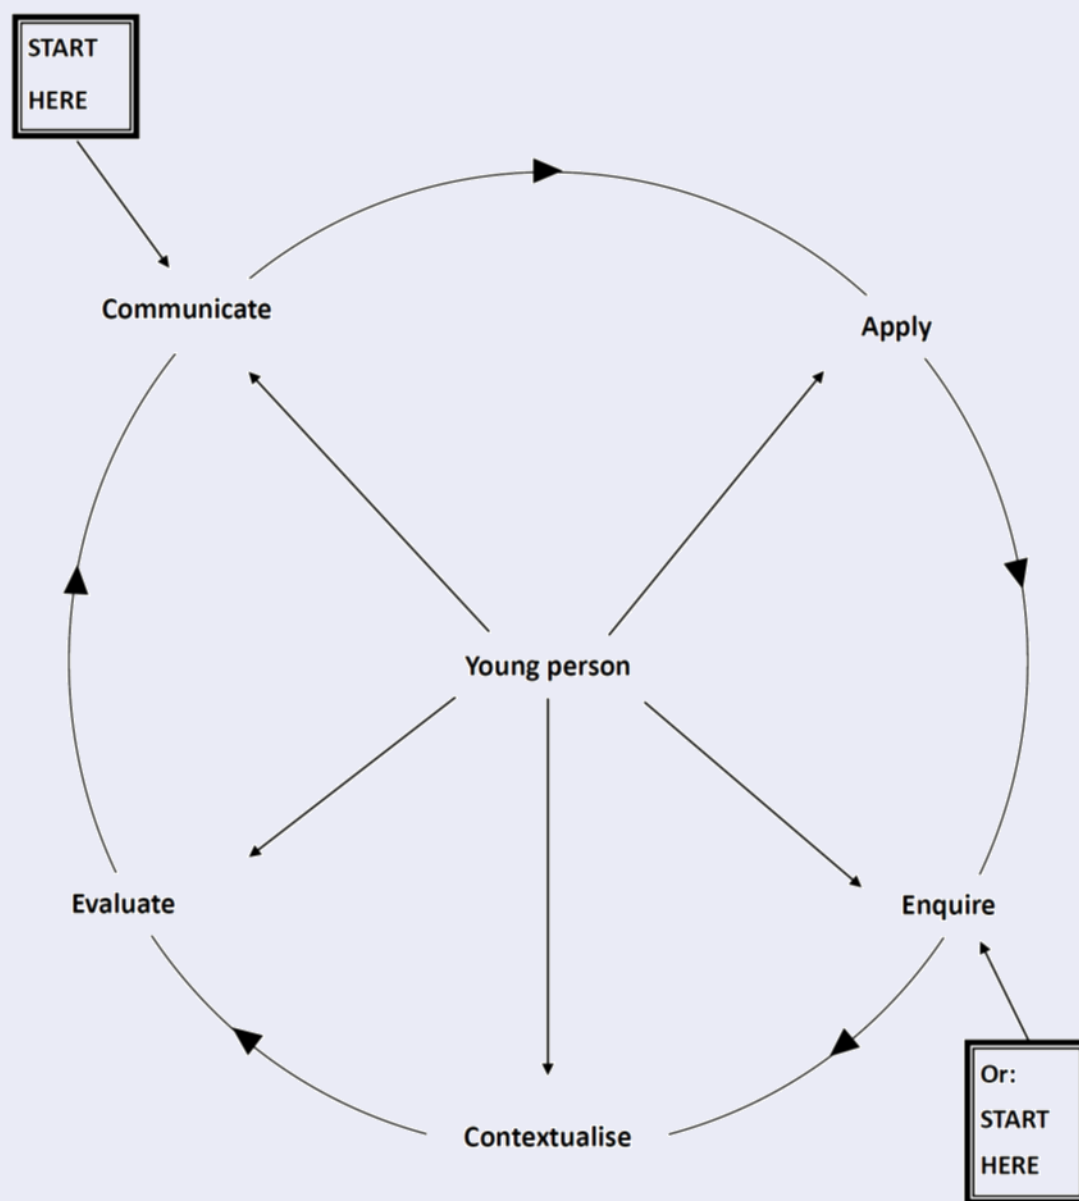 START
HERE
Communicate
Apply
Young person
Evaluate
Enquire
Contextualise
Or:
START
HERE